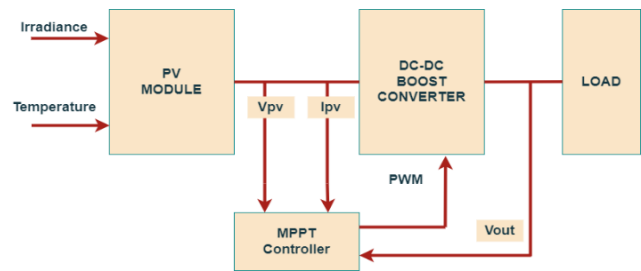 Irradiance
Temperature
PV
MODULE
Vpv
Ipv
DC-DC
BOOST
CONVERTER
LOAD
PWM
MPPT
Controller
Vout